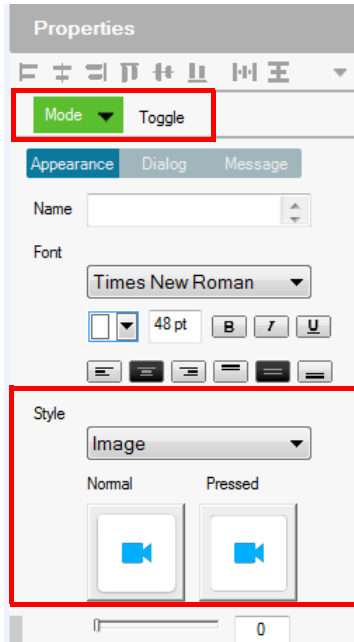 Properties
Mode Toggle
Appearance Dialog Message
Name
Font
Times New Roman
48 pt B I U
Style
Image
Normal Pressed
0